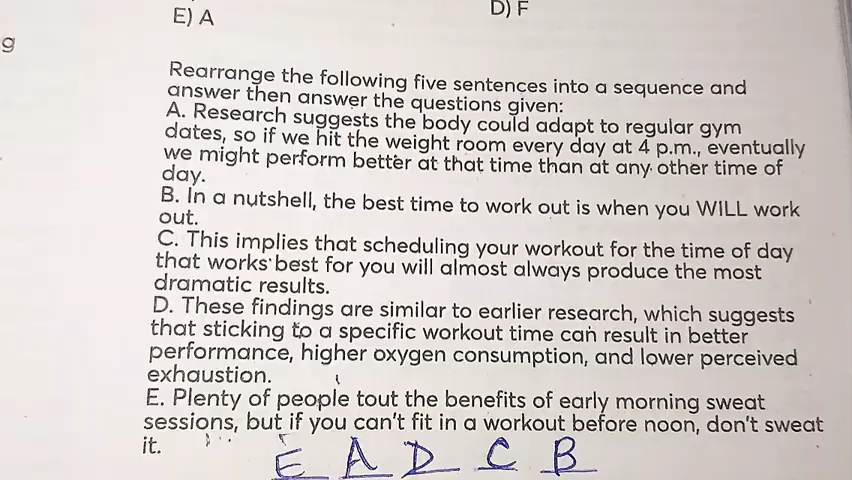 E) A
D) F
g
Rearrange the following five sentences into a sequence and
answer then answer the questions given:
A. Research suggests the body could adapt to regular gym
dates, so if we hit the weight room every day at 4 p.m., eventually
we might perform better at that time than at any other time of
day.
B. In a nutshell, the best time to work out is when you WILL work
out.
C. This implies that scheduling your workout for the time of day
that works best for you will almost always produce the most
dramatic results.
D. These findings are similar to earlier research, which suggests
that sticking to a specific workout time can result in better
performance, higher oxygen consumption, and lower perceived
exhaustion.
E. Plenty of people tout the benefits of early morning sweat
sessions, but if you can't fit in a workout before noon, don't sweat
it.
E A D C B